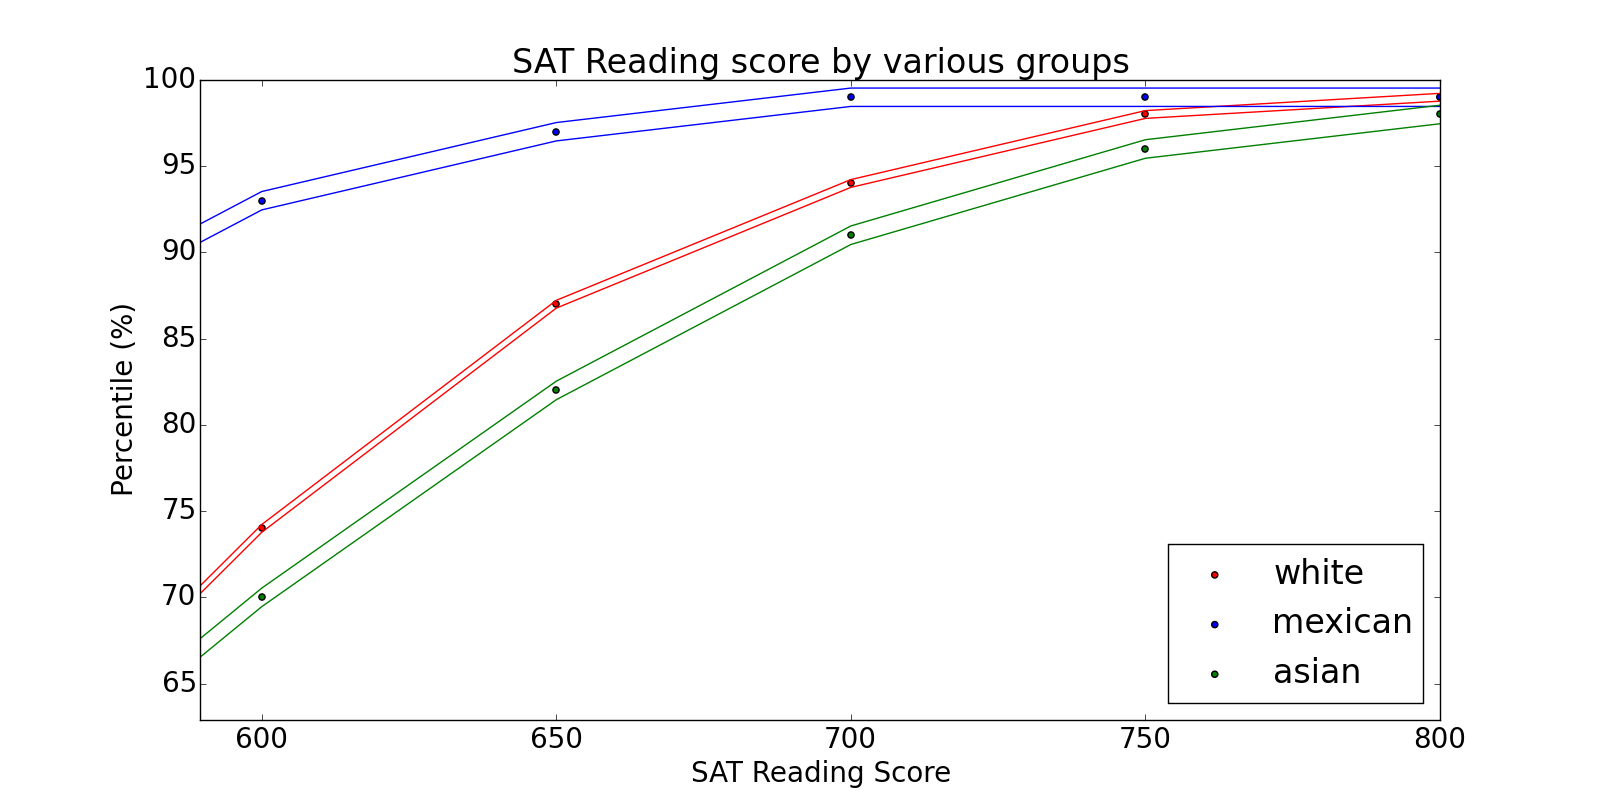 SAT Reading score by various groups
100
95
90
85
80
75
70
65
Percentile (%)
white
mexican
asian
600 650 700 750 800
SAT Reading Score